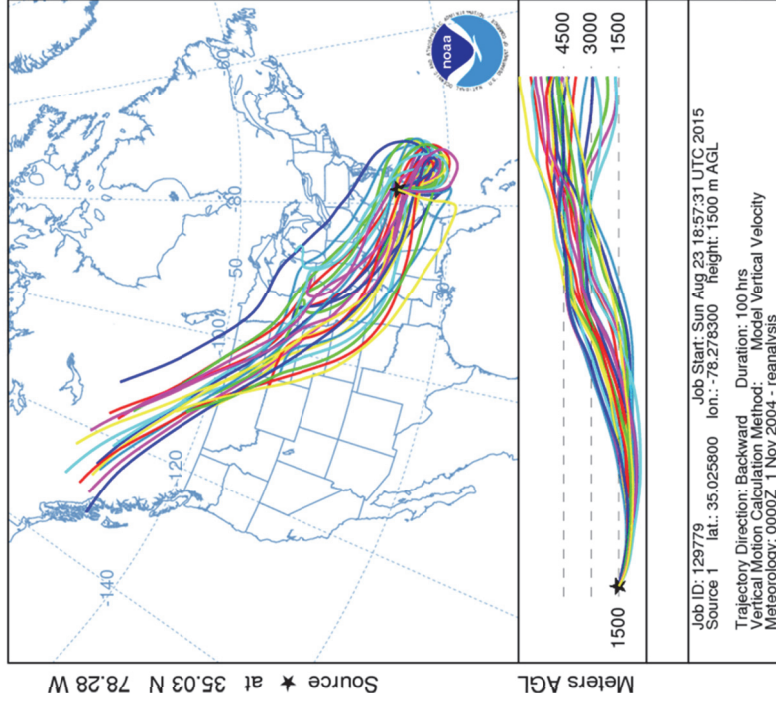 Source ★ at 35.03 N 78.28 W
noaa
-140
-120
-100
50
80
60
30
Meters AGL
4500
3000
1500
1500
Job ID: 129779 Job Start: Sun Aug 23 18:57:31 UTC 2015
Source 1 lat.: 35.025800 lon.: -78.278300 height: 1500 m AGL
Trajectory Direction: Backward Duration: 100 hrs
Vertical Motion Calculation Method: Model Vertical Velocity
Meteorology: 0000Z 1 Nov 2004 - reanalysis